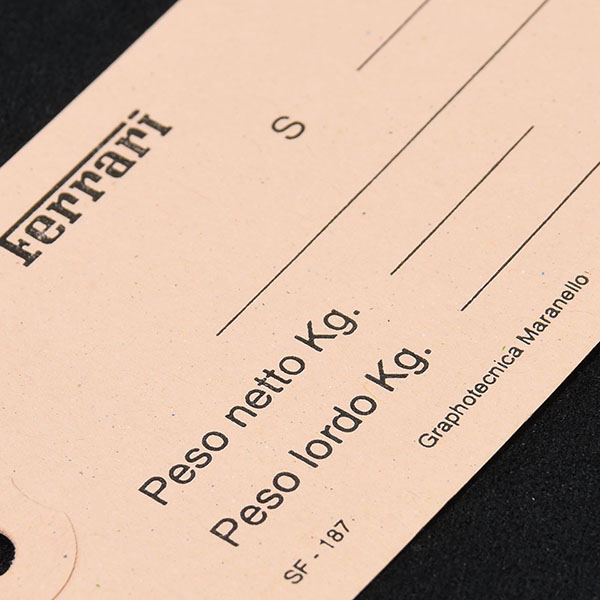 Ferrari
S
Peso netto Kg.
Peso lordo Kg.
SF - 187
Graphotecnica Maranello